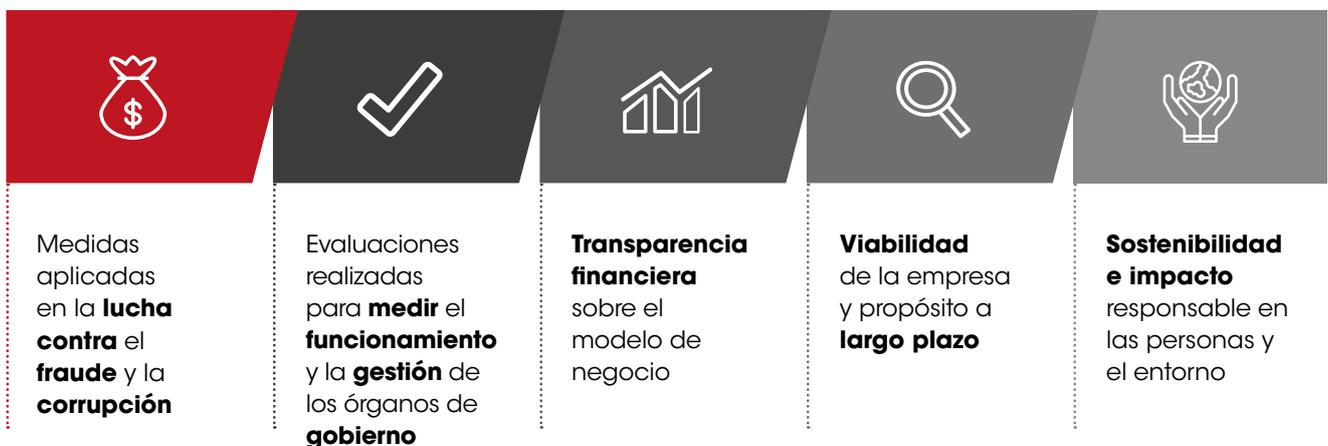 $
Medidas
aplicadas
en la lucha
contra el
fraude y la
corrupción
Evaluaciones
realizadas
para medir el
funcionamiento
y la gestión de
los órganos de
gobierno
Transparencia
financiera
sobre el
modelo de
negocio
Viabilidad
de la empresa
y propósito a
largo plazo
Sostenibilidad
e impacto
responsable en
las personas y
el entorno